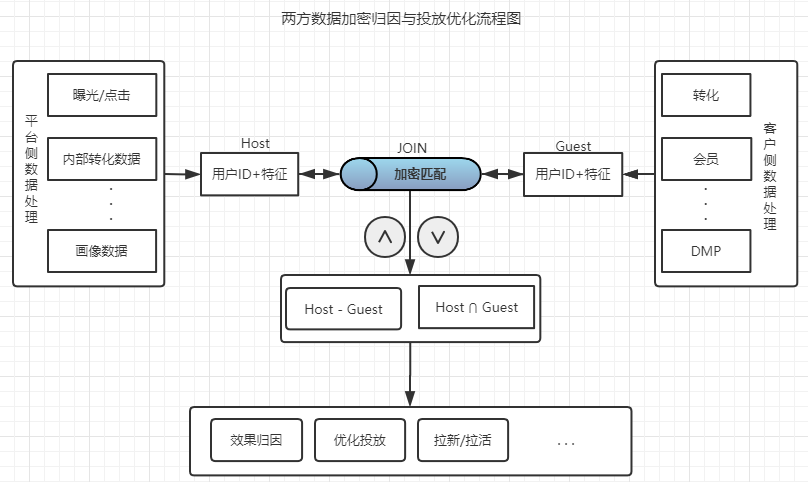 两方数据加密归因与投放优化流程图
平台侧数据处理
曝光/点击
内部转化数据
画像数据
Host
用户ID+特征
JOIN
加密匹配
Guest
用户ID+特征
转化
会员
DMP
客户侧数据处理
∧
∨
Host - Guest
Host ∩ Guest
效果归因
优化投放
拉新/拉活
...